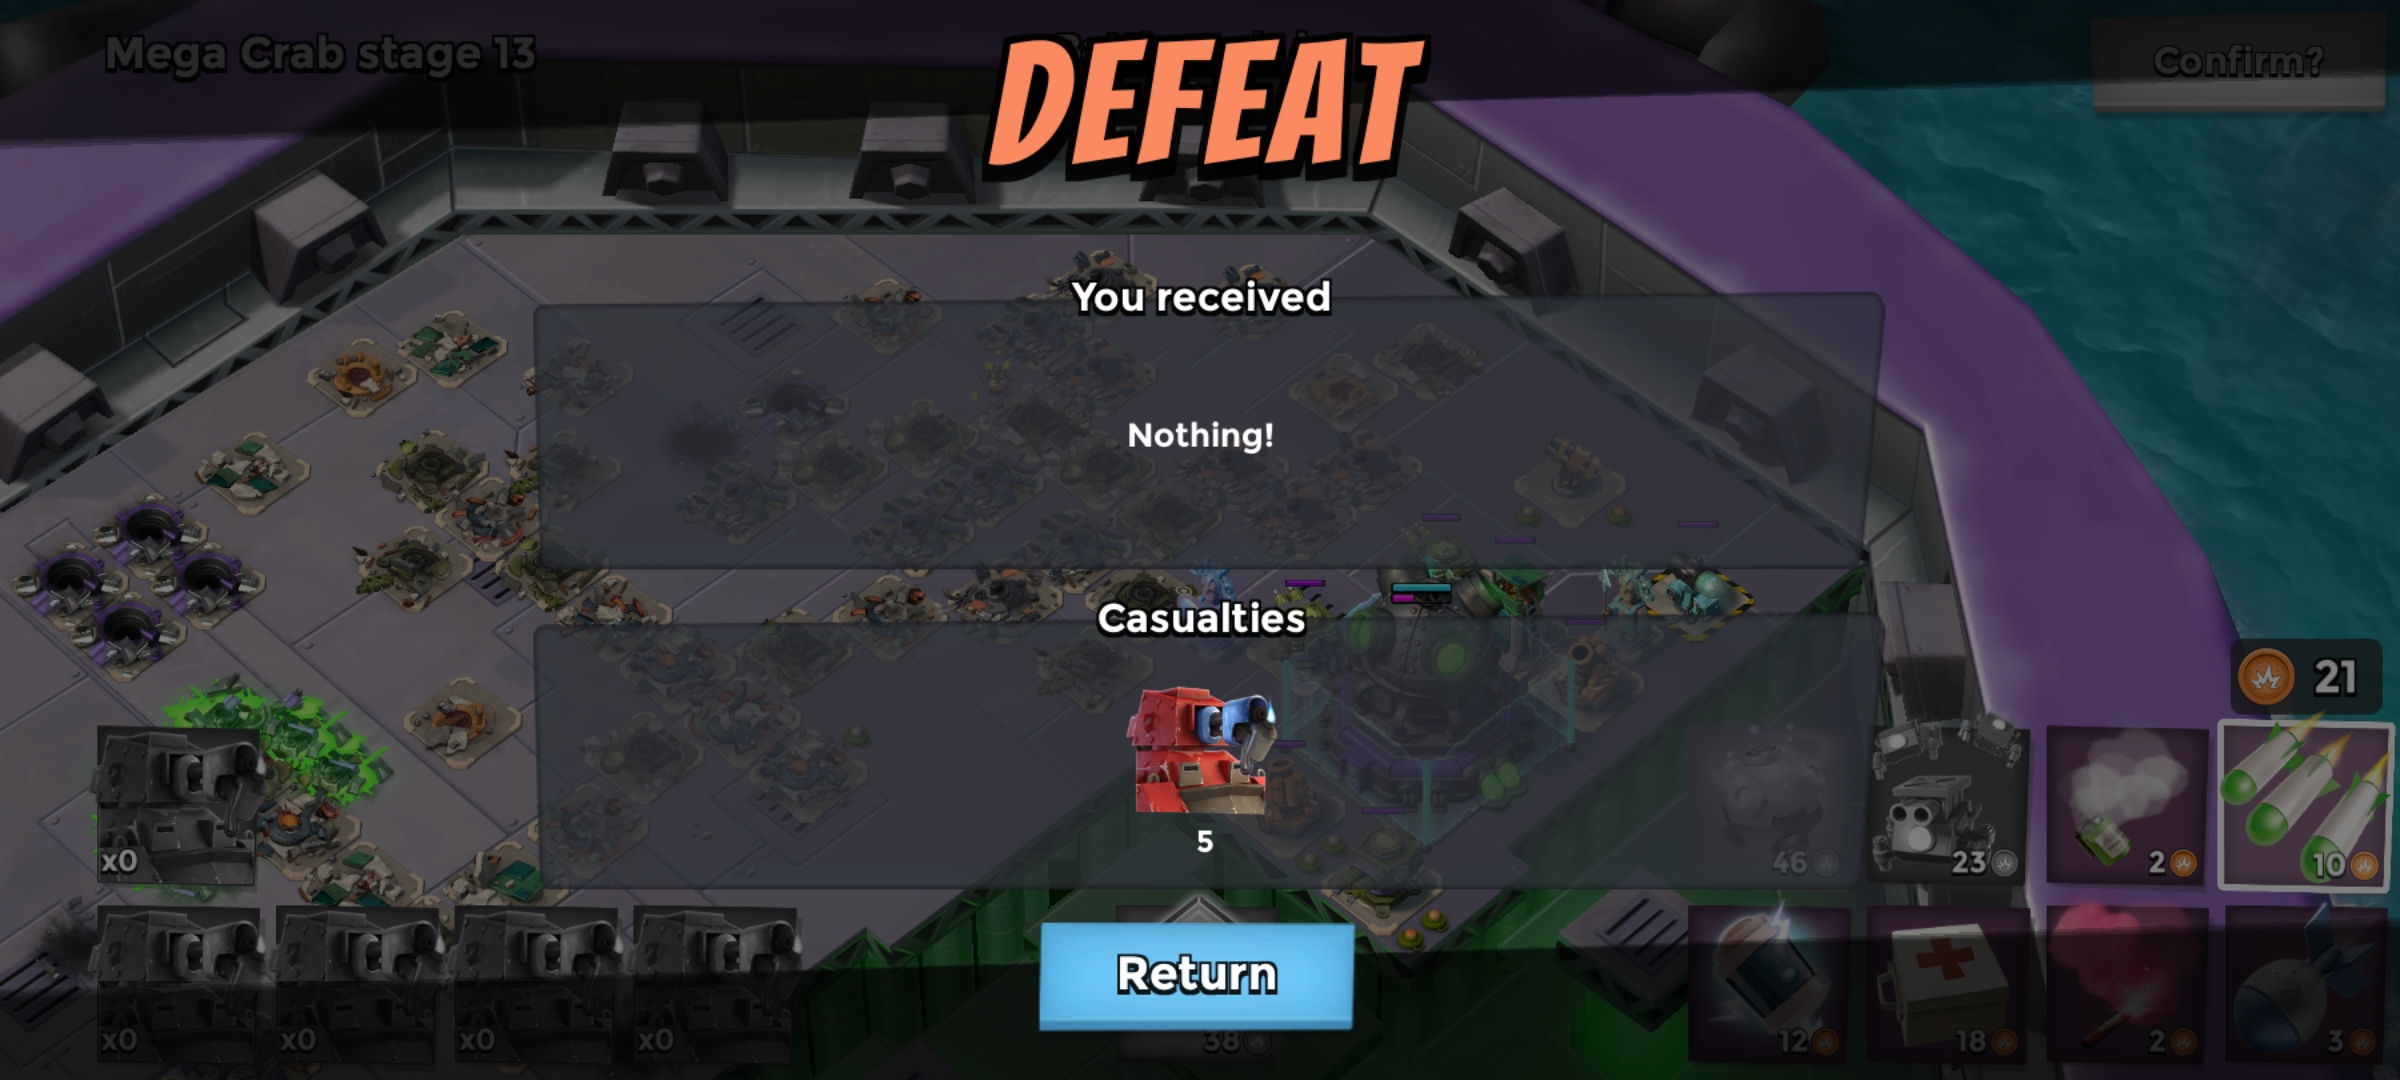 Mega Crab stage 13
DEFEAT
Confirm?
You received
Nothing!
Casualties
5
21
x0
46
23
2
10
Return
x0
x0
x0
x0
38
12
18
2
3